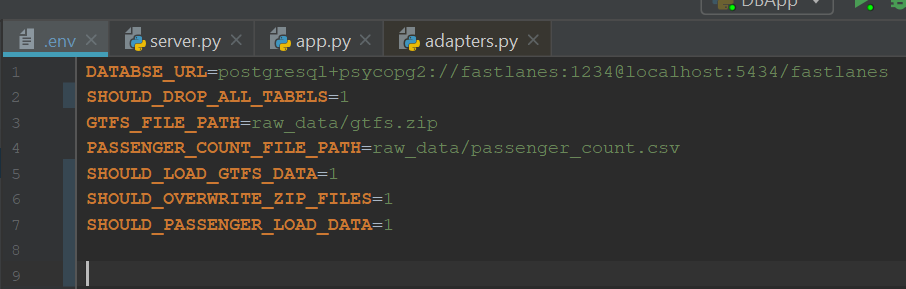 DBApp
.env server.py app.py adapters.py
1 DATABSE_URL=postgresql+psycopg2://fastlanes:1234@localhost:5434/fastlanes
2 SHOULD_DROP_ALL_TABELS=1
3 GTFS_FILE_PATH=raw_data/gtfs.zip
4 PASSENGER_COUNT_FILE_PATH=raw_data/passenger_count.csv
5 SHOULD_LOAD_GTFS_DATA=1
6 SHOULD_OVERWRITE_ZIP_FILES=1
7 SHOULD_PASSENGER_LOAD_DATA=1
8
9